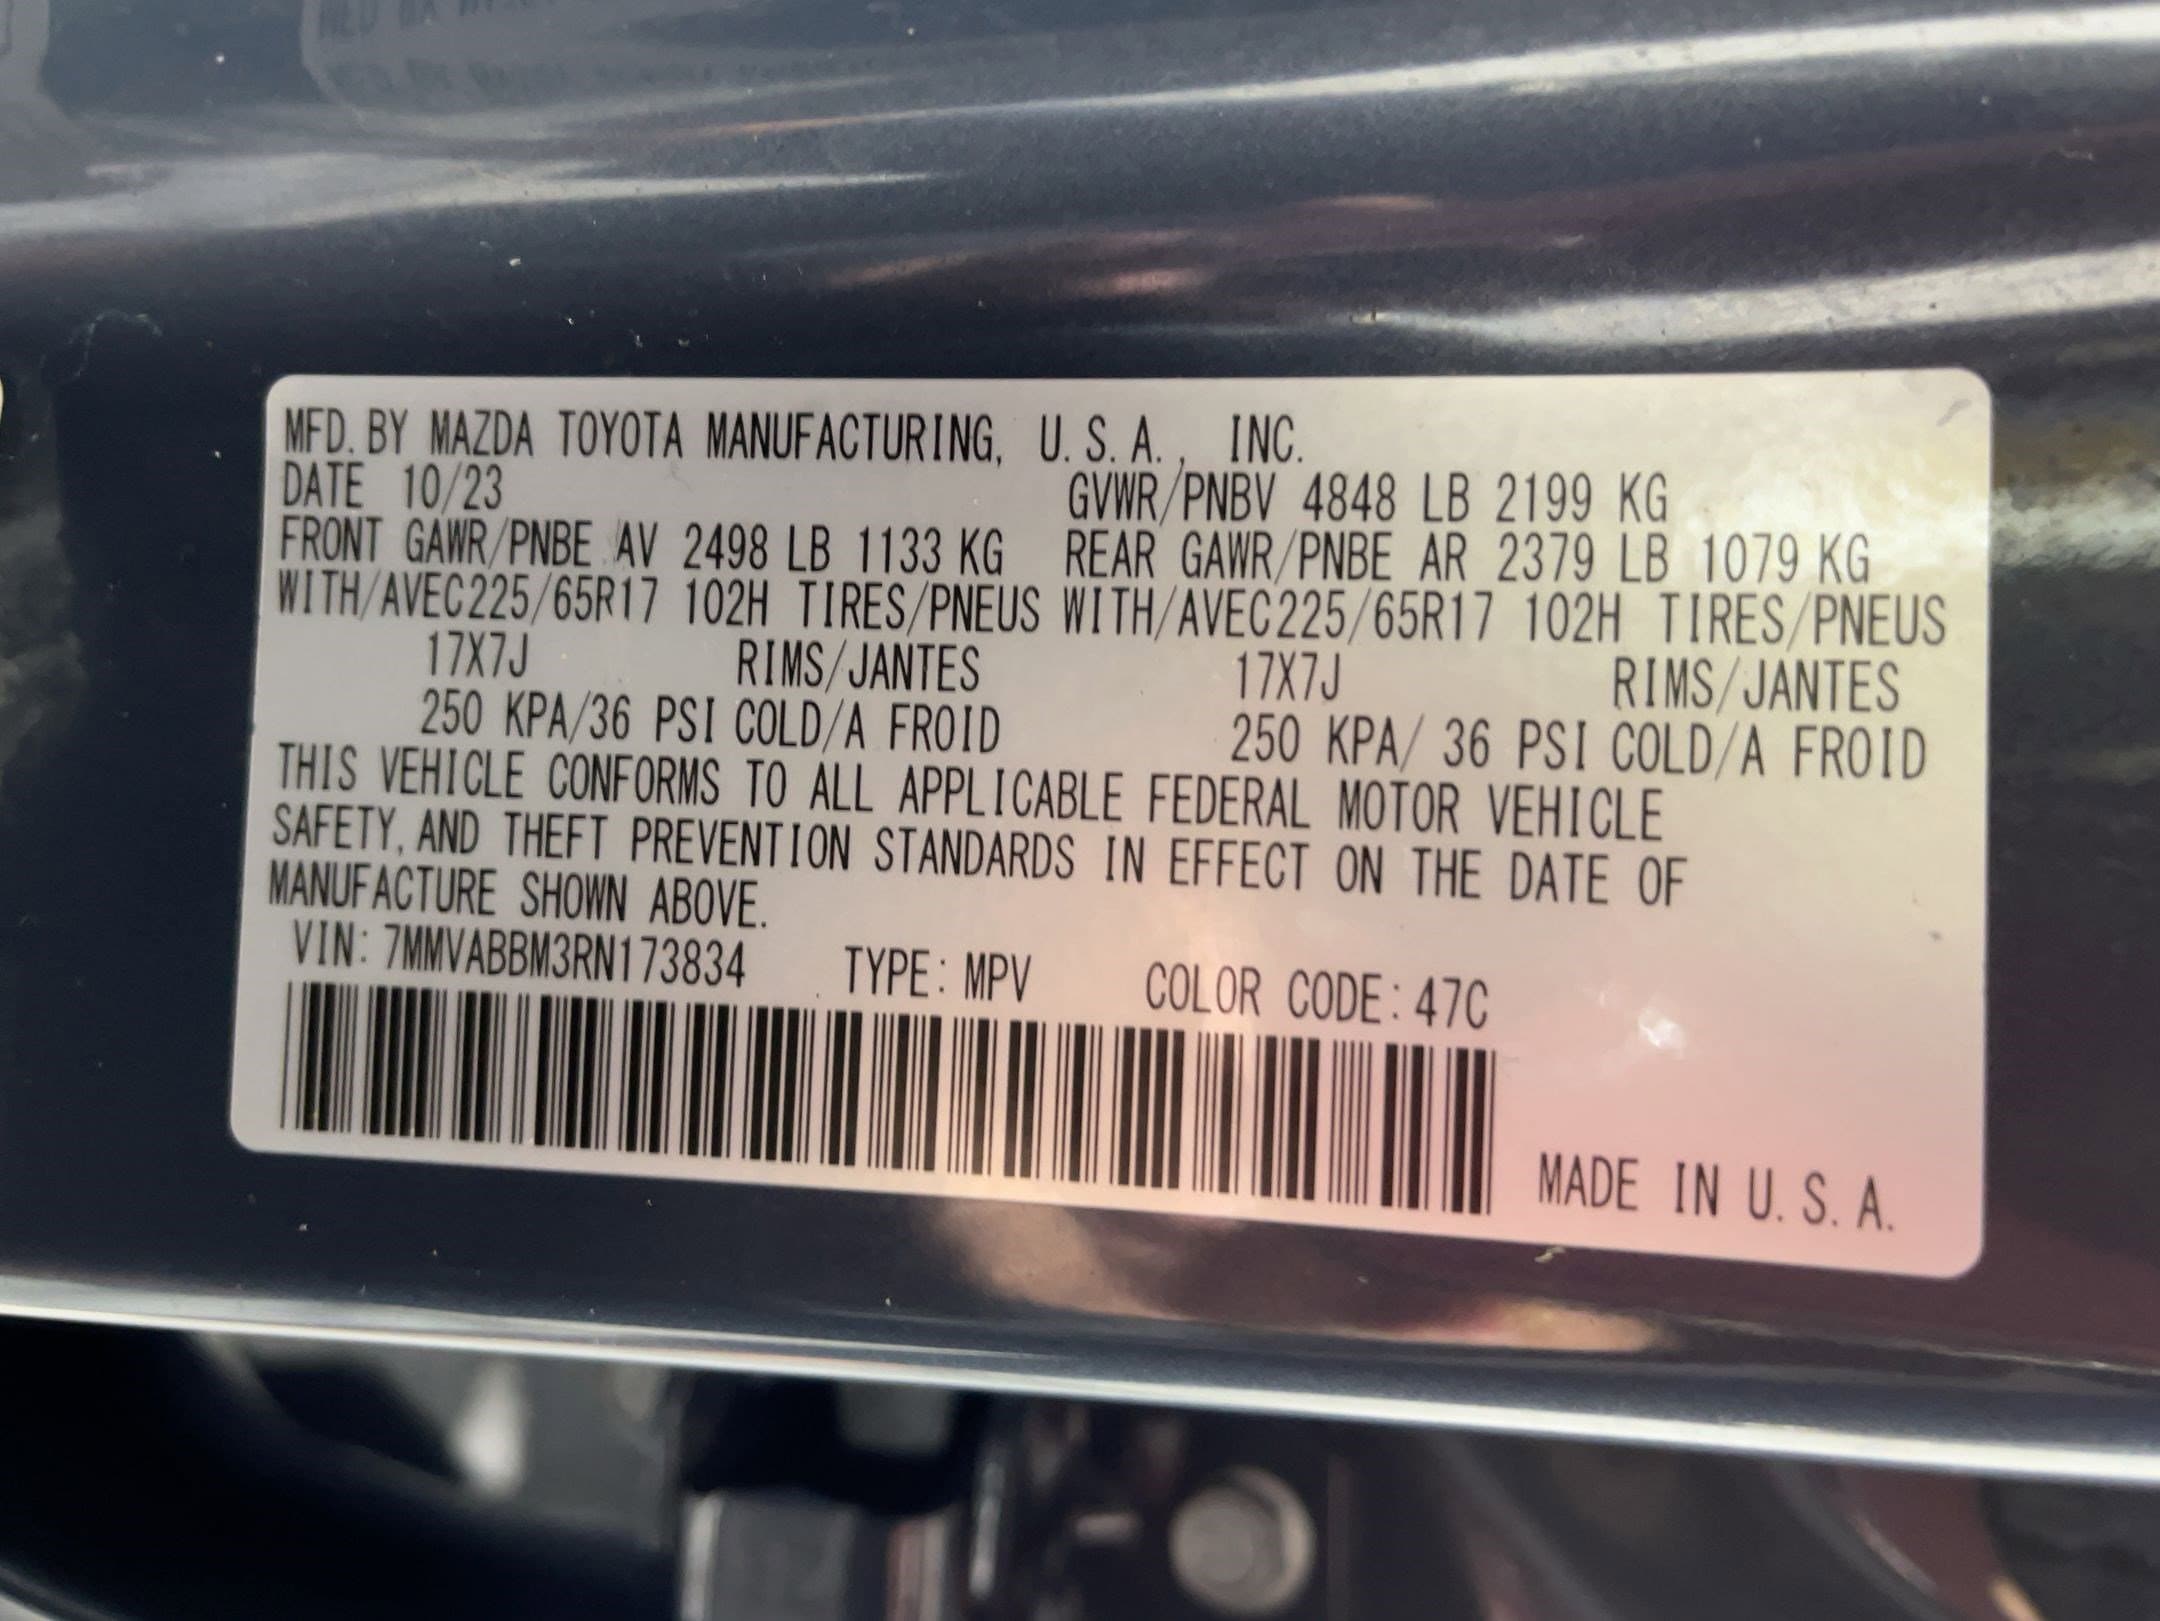 MFD. BY MAZDA TOYOTA MANUFACTURING, U.S.A., INC.
DATE 10/23 GVWR/PNBV 4848 LB 2199 KG
FRONT GAWR/PNBE AV 2498 LB 1133 KG REAR GAWR/PNBE AR 2379 LB 1079 KG
WITH/AVEC225/65R17 102H TIRES/PNEUS WITH/AVEC225/65R17 102H TIRES/PNEUS
17X7J RIMS/JANTES 17X7J RIMS/JANTES
250 KPA/36 PSI COLD/A FROID 250 KPA/ 36 PSI COLD/A FROID
THIS VEHICLE CONFORMS TO ALL APPLICABLE FEDERAL MOTOR VEHICLE
SAFETY, AND THEFT PREVENTION STANDARDS IN EFFECT ON THE DATE OF
MANUFACTURE SHOWN ABOVE.
VIN: 7MMVABBM3RN173834 TYPE: MPV COLOR CODE: 47C
MADE IN U.S.A.